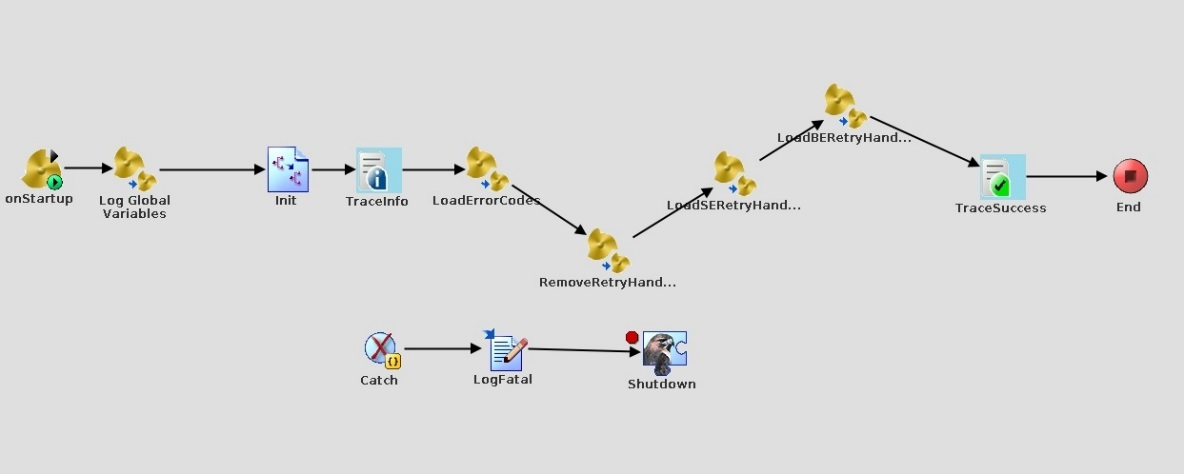 onStartup
Log Global
Variables
Init
TraceInfo
LoadErrorCodes
RemoveRetryHand...
LoadSERetryHand...
LoadBERetryHand...
TraceSuccess
End
Catch
LogFatal
Shutdown